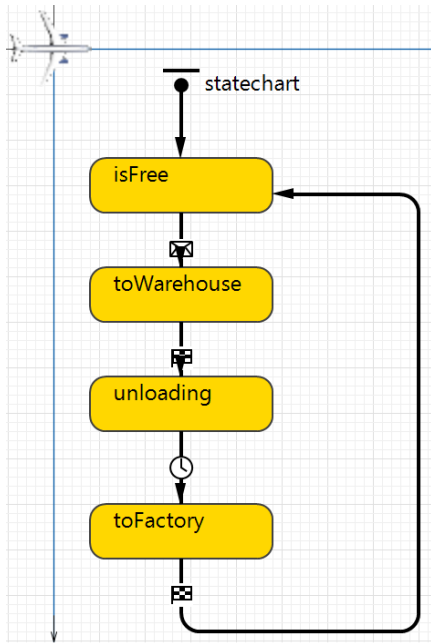 statechart
isFree
toWarehouse
unloading
toFactory